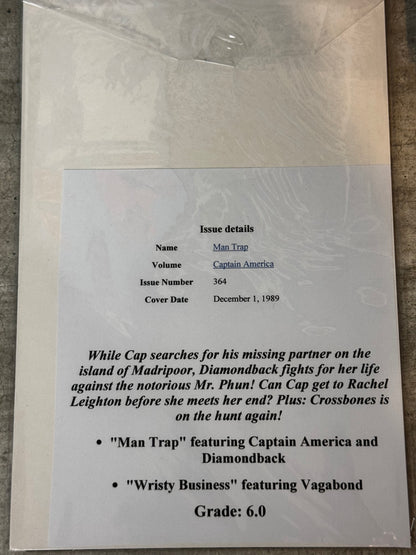 Issue details
Name Man Trap
Volume Captain America
Issue Number 364
Cover Date December 1, 1989
While Cap searches for his missing partner on the
island of Madripoor, Diamondback fights for her life
against the notorious Mr. Phun! Can Cap get to Rachel
Leighton before she meets her end? Plus: Crossbones is
on the hunt again!
• "Man Trap" featuring Captain America and
Diamondback
• "Wristy Business" featuring Vagabond
Grade: 6.0